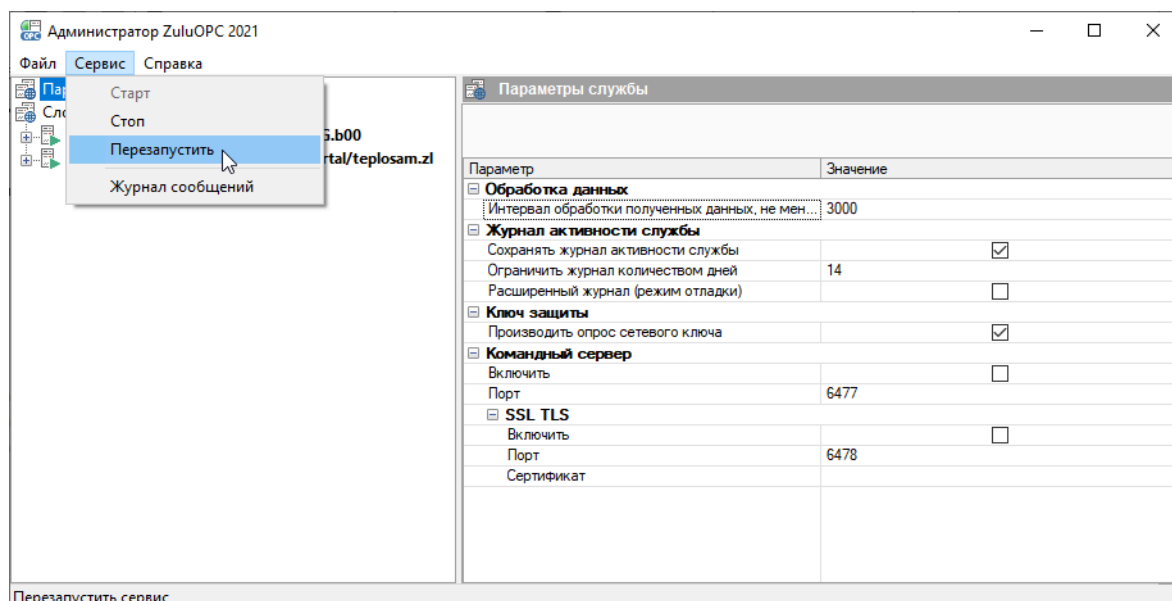 Администратор ZuluOPC 2021
Файл Сервис Справка
Старт
Стоп
Перезапустить
Журнал сообщений
.b00
rtal/teplosam.zl
Параметры службы
Параметр Значение
Обработка данных
Интервал обработки полученных данных, не мен... 3000
Журнал активности службы
Сохранять журнал активности службы
Ограничить журнал количеством дней 14
Расширенный журнал (режим отладки)
Ключ защиты
Производить опрос сетевого ключа
Командный сервер
Включить
Порт 6477
SSL TLS
Включить
Порт 6478
Сертификат
Перезапустить сервис